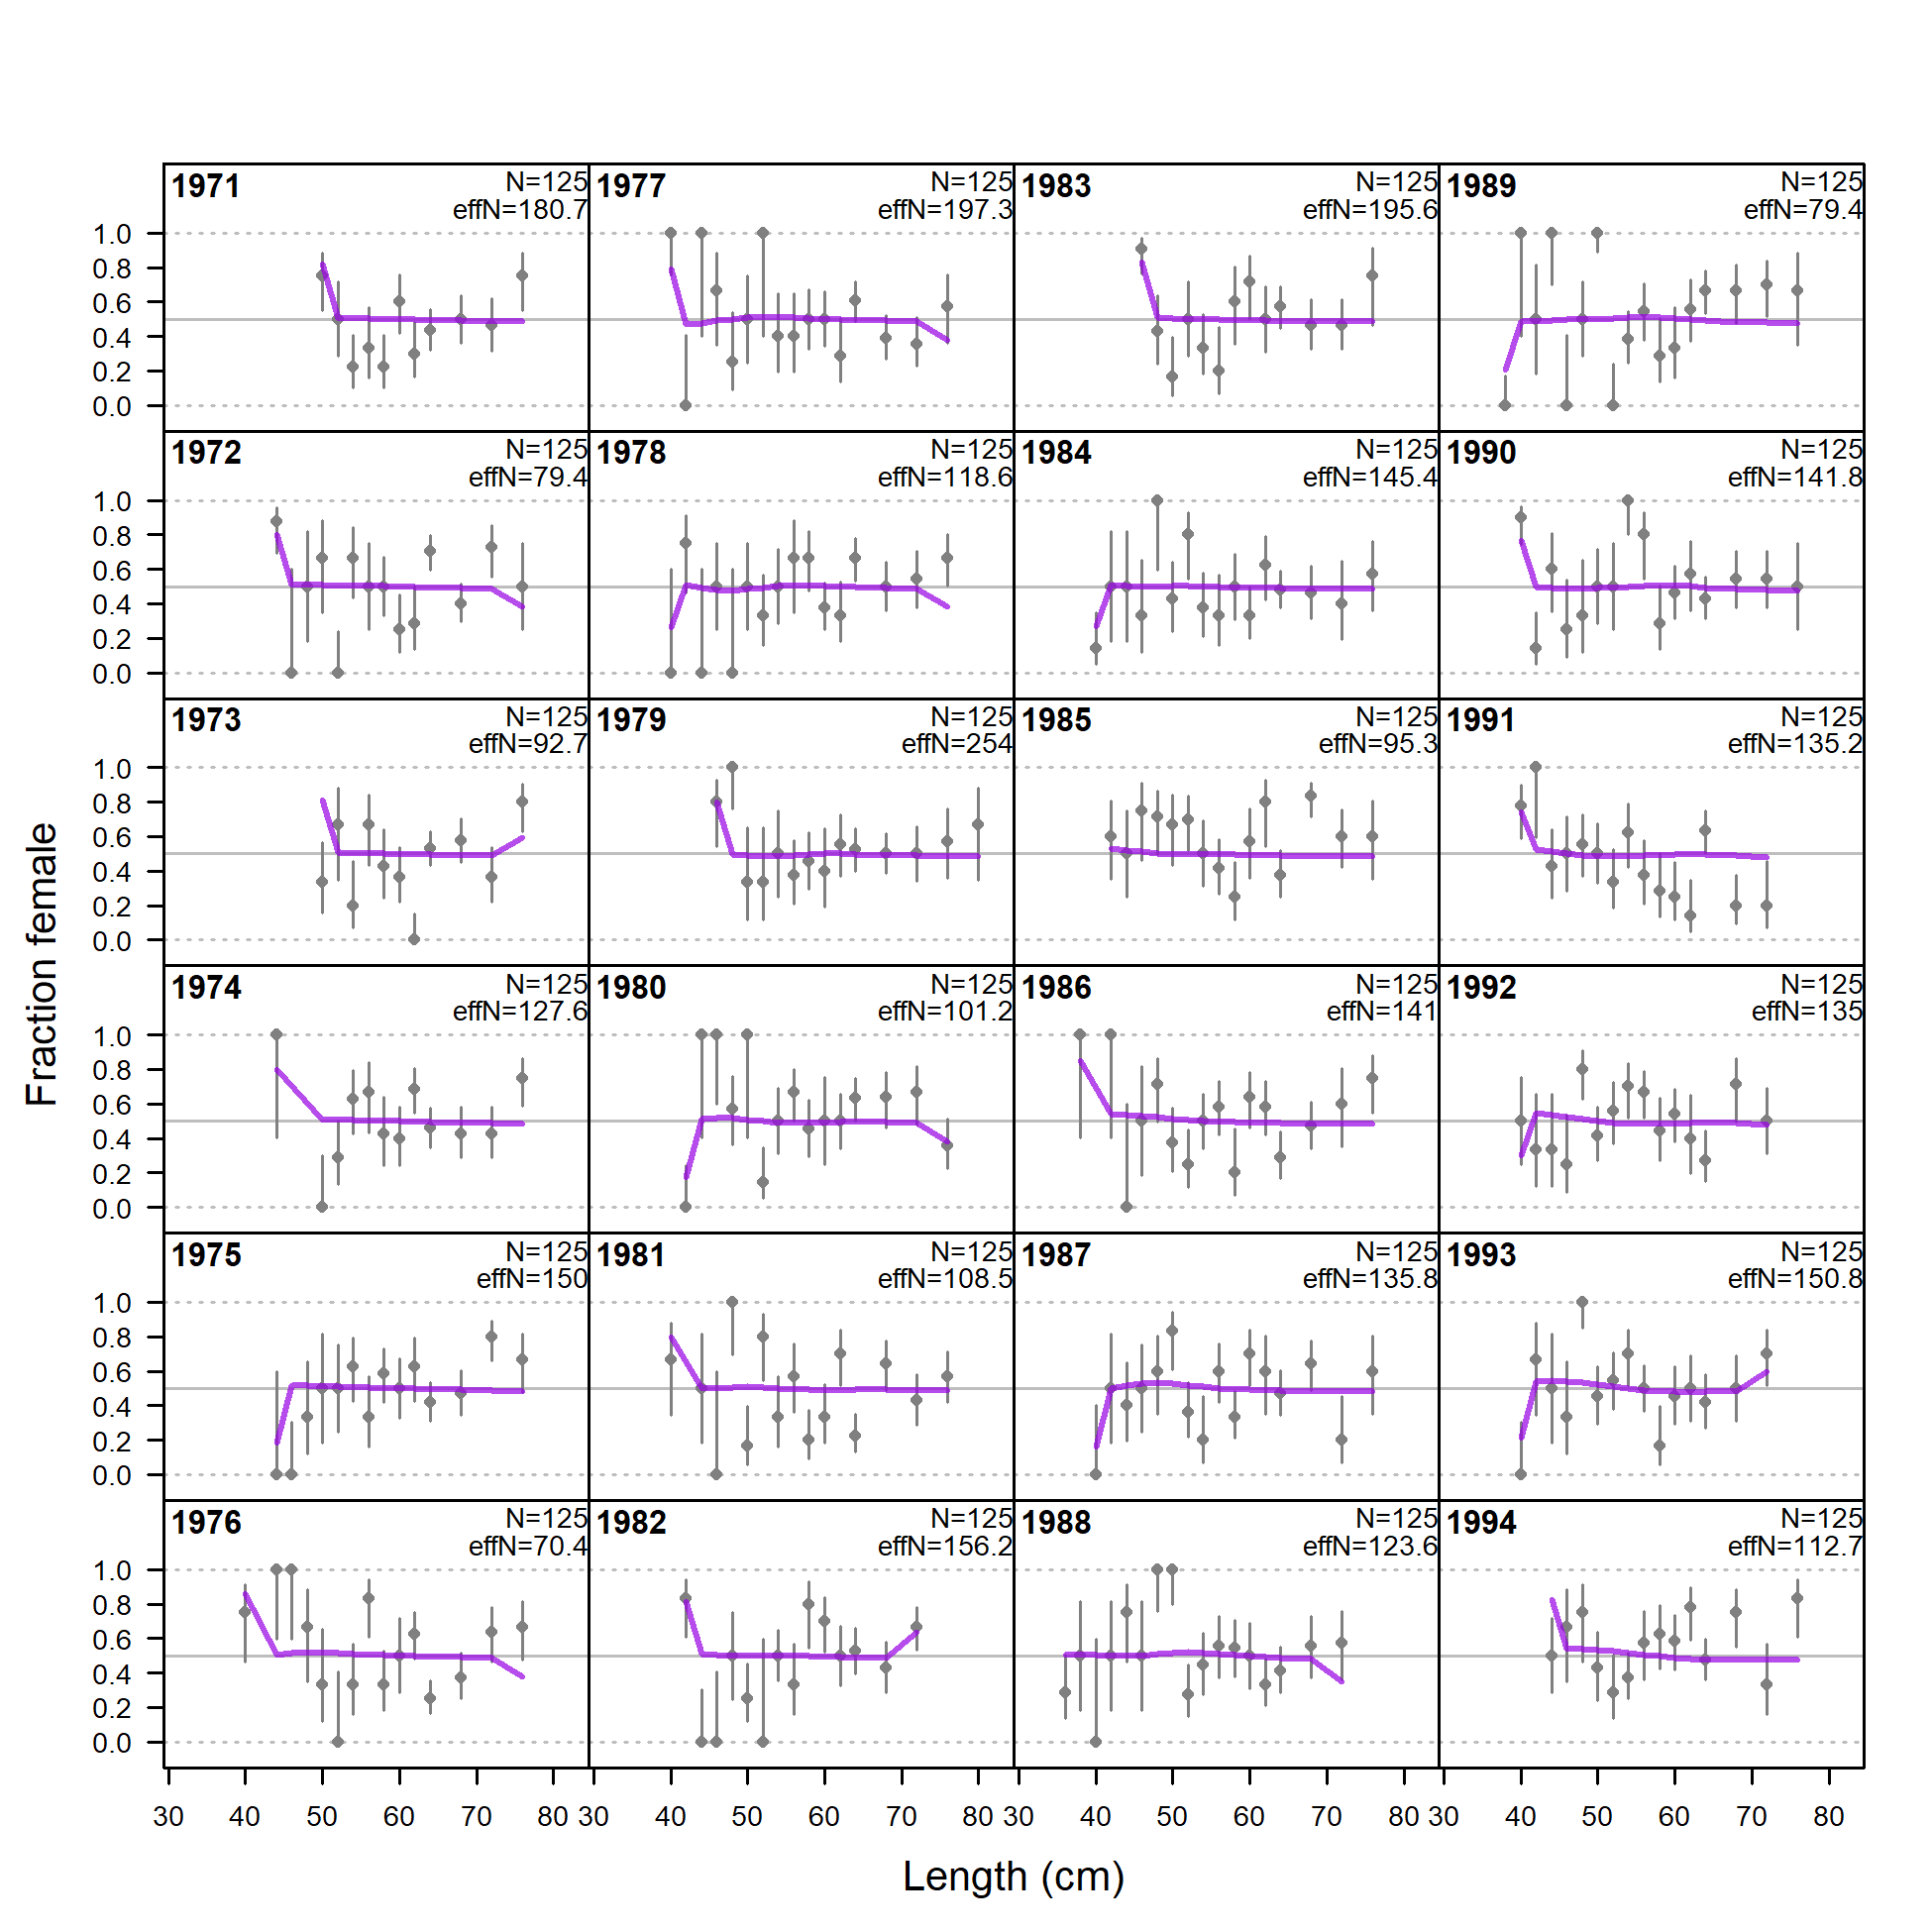 1971 N=125 1977 N=125 1983 N=125 1989 N=125
effN=180.7 effN=197.3 effN=195.6 effN=79.4
1.0
0.8
0.6
0.4
0.2
0.0
1972 N=125 1978 N=125 1984 N=125 1990 N=125
effN=79.4 effN=118.6 effN=145.4 effN=141.8
1.0
0.8
0.6
0.4
0.2
0.0
1973 N=125 1979 N=125 1985 N=125 1991 N=125
effN=92.7 effN=254 effN=95.3 effN=135.2
1.0
0.8
0.6
0.4
0.2
0.0
Fraction female
1974 N=125 1980 N=125 1986 N=125 1992 N=125
effN=127.6 effN=101.2 effN=141 effN=135
1.0
0.8
0.6
0.4
0.2
0.0
1975 N=125 1981 N=125 1987 N=125 1993 N=125
effN=150 effN=108.5 effN=135.8 effN=150.8
1.0
0.8
0.6
0.4
0.2
0.0
1976 N=125 1982 N=125 1988 N=125 1994 N=125
effN=70.4 effN=156.2 effN=123.6 effN=112.7
1.0
0.8
0.6
0.4
0.2
0.0
30 40 50 60 70 80 30 40 50 60 70 80 30 40 50 60 70 80 30 40 50 60 70 80
Length (cm)